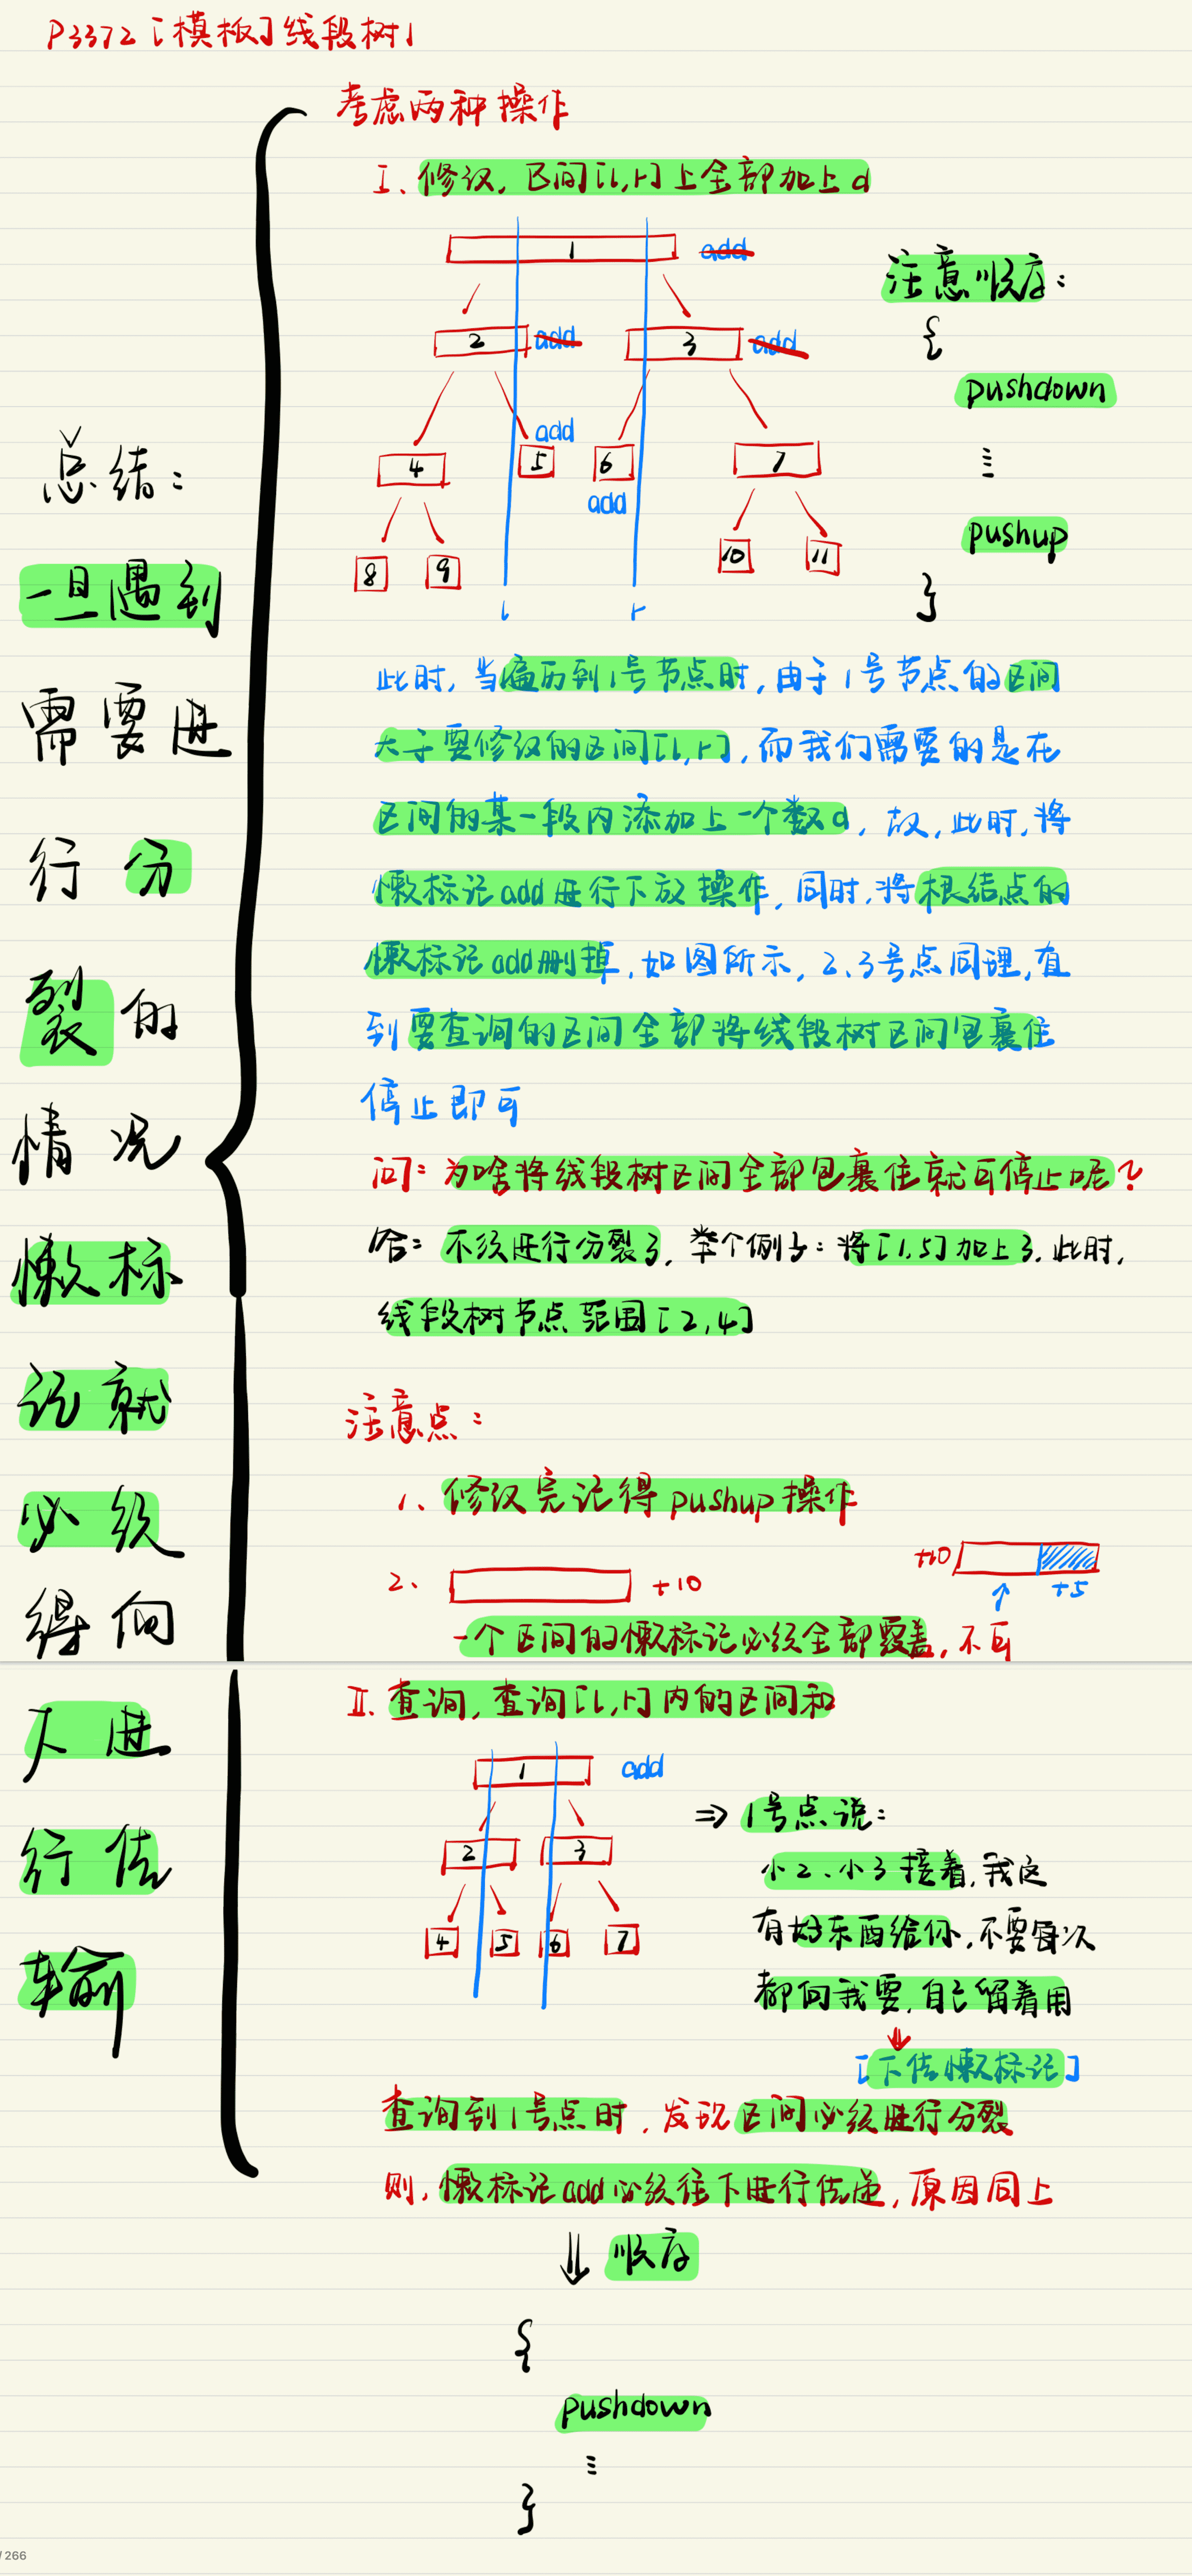 P3372 [模板] 线段树1
考虑两种操作
I、修改,区间[l,r]上全部加上d
1 add
2 add 3 add
4 add 5 6 7
add
8 9 10 11
l r
注意顺序:
{
pushdown
⋮
pushup
}
此时,当遍历到1号节点时,由于1号节点的区间
大于要修改的区间[l,r],而我们需要的是在
区间的某一段内添加上一个数d,故,此时,将
懒标记add进行下放操作,同时,将根结点的
懒标记add删掉,如图所示,2、3号点同理,直
到要查询的区间全部将线段树区间包裹住
停止即可
问:为啥将线段树区间全部包裹住就可停止呢?
答:不须进行分裂了,举个例子:将[1,5]加上3,此时,
线段树节点范围[2,4]
注意点:
1、修改完记得pushup操作
2、 +10
+10 ↑ +5
一个区间的懒标记必须全部覆盖,不可
总结:
一旦遇到
需要进
行分
裂的
情况
懒标
记就
必须
得向
下进
行传
输
II、查询,查询[l,r]内的区间和
1 add
2 3
4 5 6 7
⇒ 1号点说:
小2、小3接着,我这
有好东西给你,不要每次
都向我要,自己留着用
⇓
[下传懒标记]
查询到1号点时,发现区间必须进行分裂
则,懒标记add必须往下进行传递,原因同上
⇓ 顺序
{
pushdown
⋮
}
/ 266